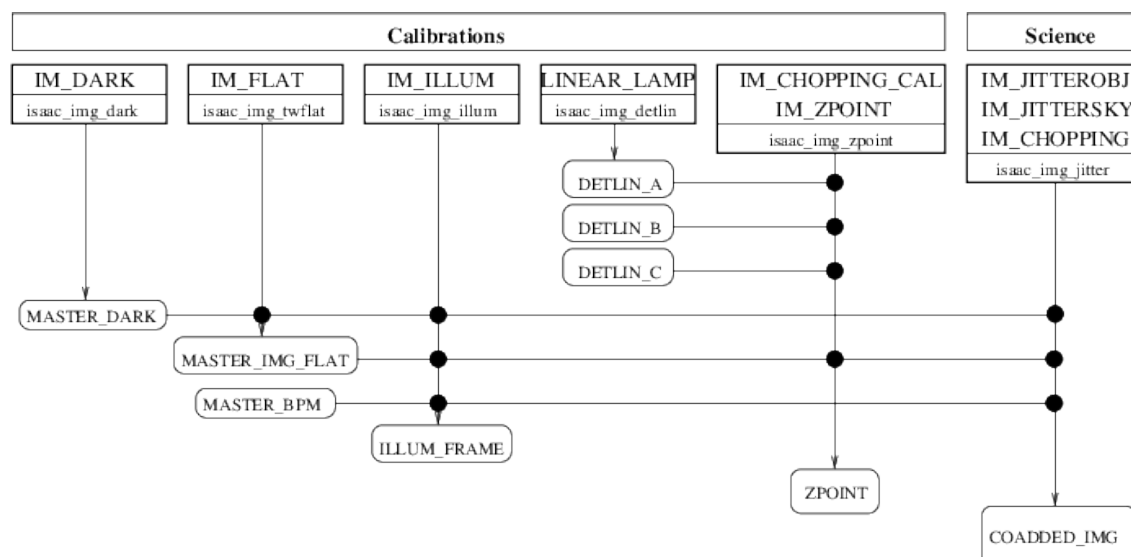 Calibrations
Science
IM_DARK
isaac_img_dark
IM_FLAT
isaac_img_twflat
IM_ILLUM
isaac_img_illum
LINEAR_LAMP
isaac_img_detlin
IM_CHOPPING_CAL
IM_ZPOINT
isaac_img_zpoint
IM_JITTEROBJ
IM_JITTERSKY
IM_CHOPPING
isaac_img_jitter
DETLIN_A
DETLIN_B
DETLIN_C
MASTER_DARK
MASTER_IMG_FLAT
MASTER_BPM
ILLUM_FRAME
ZPOINT
COADDED_IMG